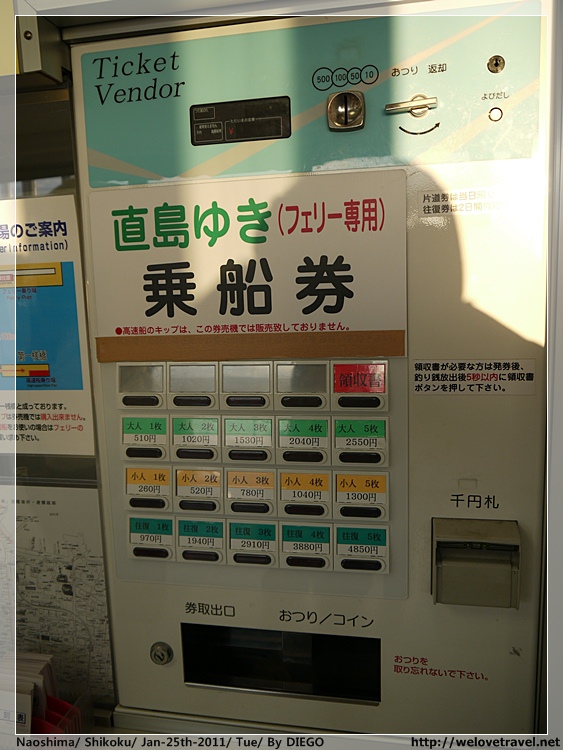 Ticket
Vendor
500 100 50 10
おつり 返却
よびだし
直島ゆき(フェリー専用)
乗船券
●高速船のキップは、この券売機では販売致しておりません。
片道券は当日限
往復券は2日間
場のご案内
er Information)
領収書
領収書が必要な方は発券後、
釣り銭放出後5秒以内に領収書
ボタンを押して下さい。
大人 1枚 大人 2枚 大人 3枚 大人 4枚 大人 5枚
510円 1020円 1530円 2040円 2550円
小人 1枚 小人 2枚 小人 3枚 小人 4枚 小人 5枚
260円 520円 780円 1040円 1300円
往復 1枚 往復 2枚 往復 3枚 往復 4枚 往復 5枚
970円 1940円 2910円 3880円 4850円
千円札
券取出口
おつり/コイン
おつりを
取り忘れないで下さい。
Naoshima/ Shikoku/ Jan-25th-2011/ Tue/ By DIEGO
http://welovetravel.net/